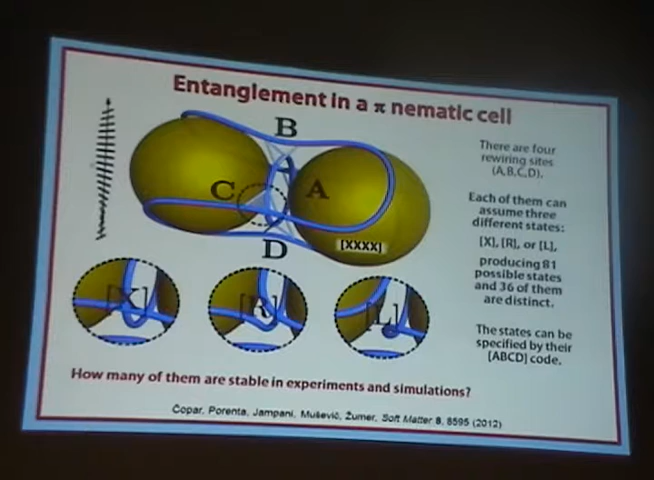 Entanglement in a π nematic cell
B
C
A
D
[XXXX]
There are four
rewiring sites
(A,B,C,D).
Each of them can
assume three
different states:
[X], [R], or [L],
producing 81
possible states
and 36 of them
are distinct.
The states can be
specified by their
[ABCD] code.
[X]
[R]
[L]
How many of them are stable in experiments and simulations?
Čopar, Porenta, Jampani, Muševič, Žumer, Soft Matter 8, 8595 (2012)